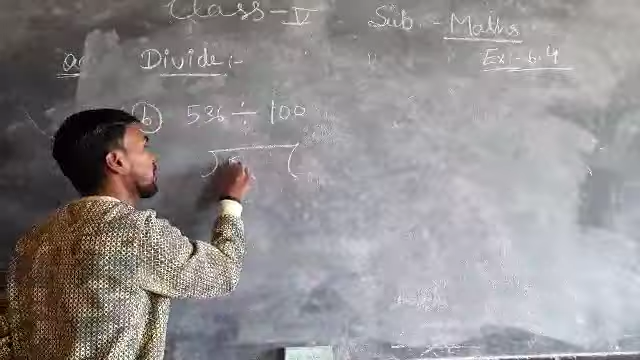 Class - V
Sub. - Maths
Ex:- 6.4
Divide:-
(b) 536 ÷ 100